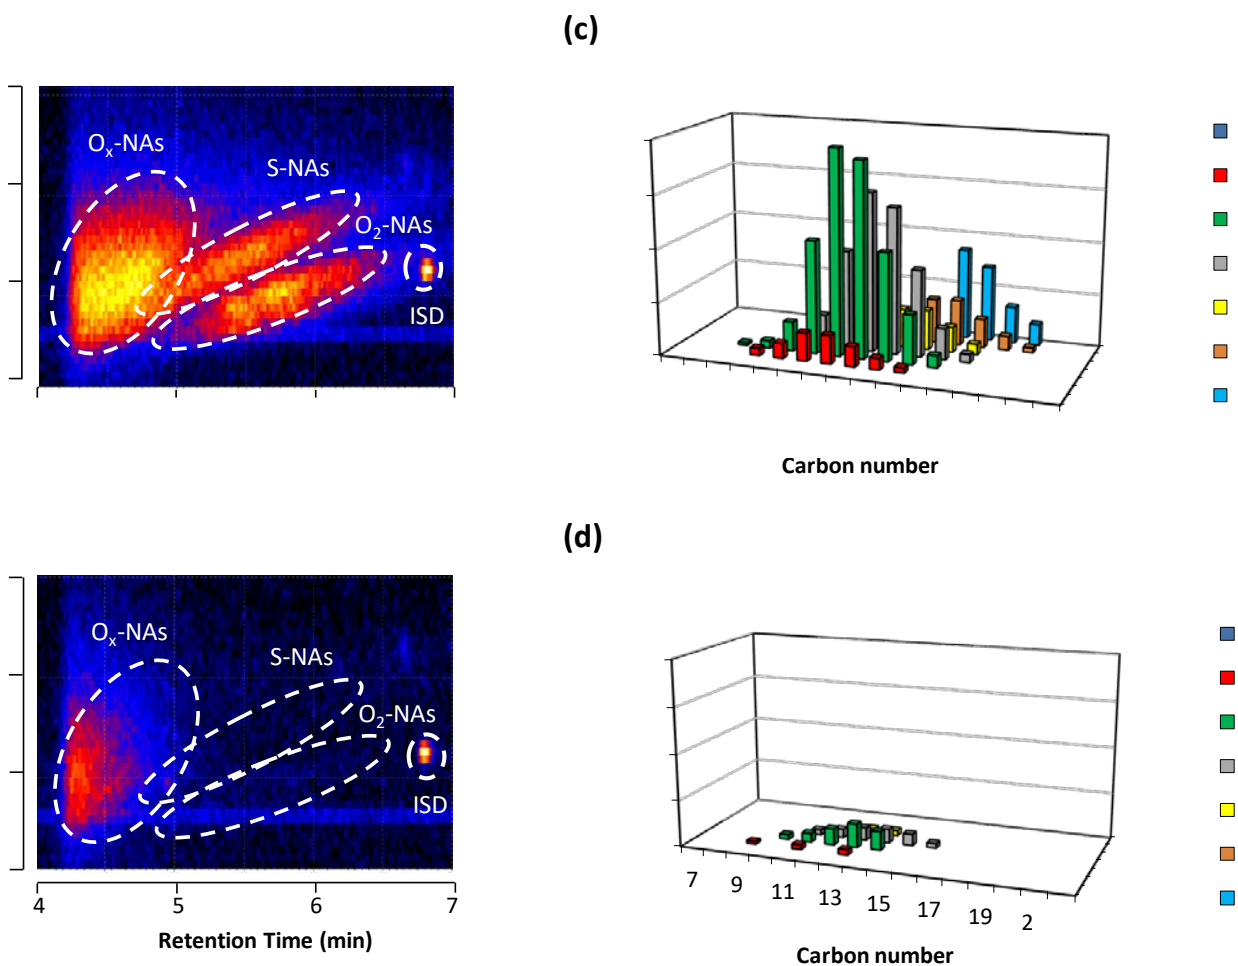 (c)
Oₓ-NAs
S-NAs
O₂-NAs
ISD
Carbon number
(d)
Oₓ-NAs
S-NAs
O₂-NAs
ISD
4 5 6 7
Retention Time (min)
7 9 11 13 15 17 19 2
Carbon number